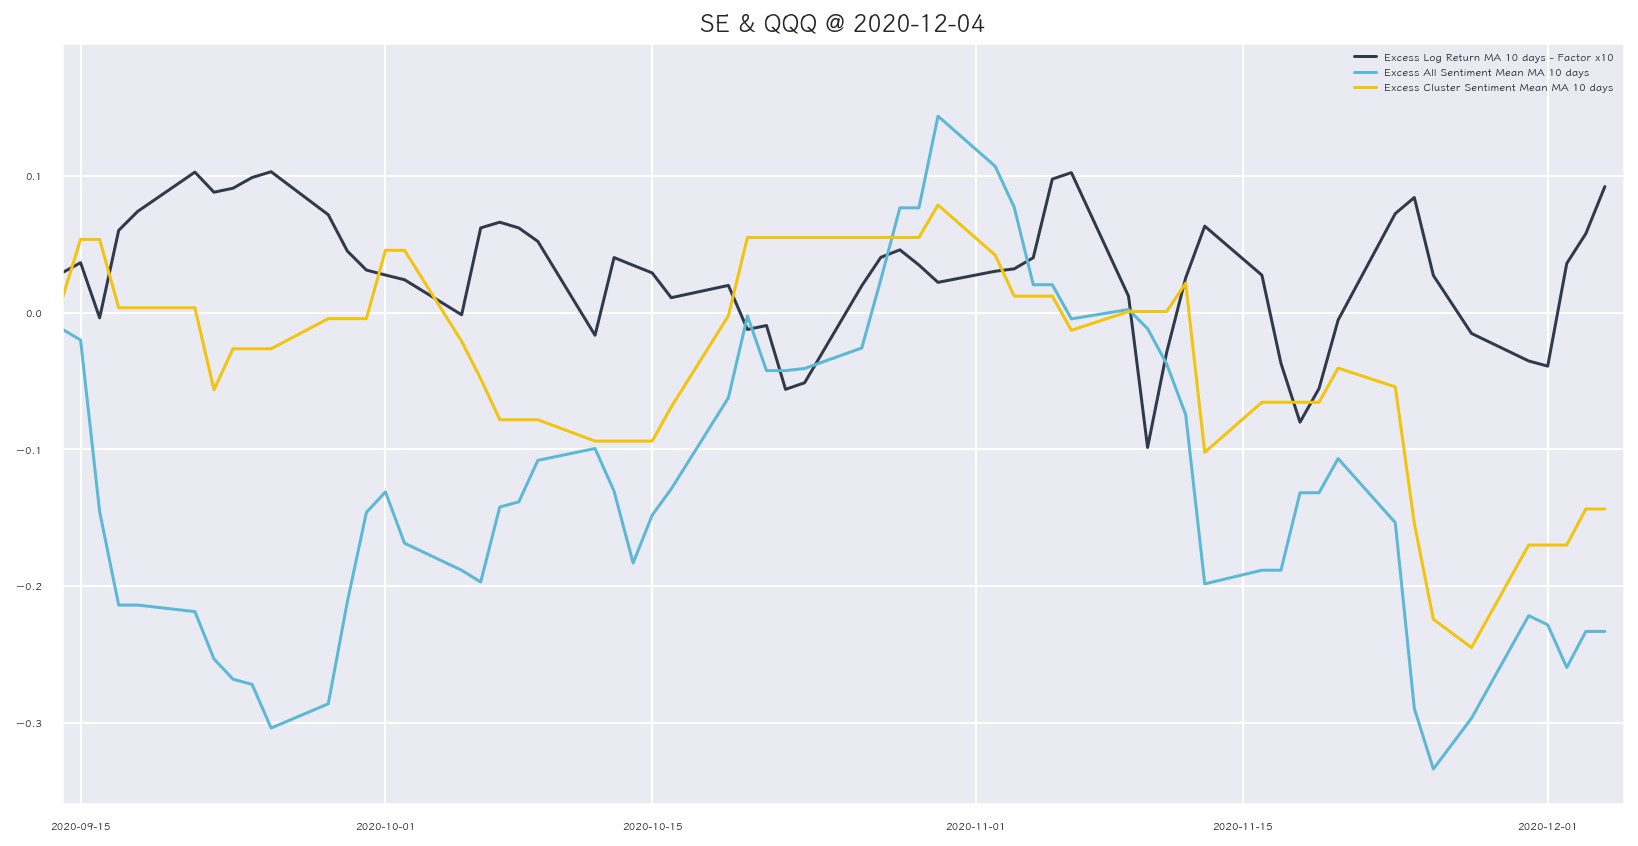 SE & QQQ @ 2020-12-04
Excess Log Return MA 10 days - Factor x10
Excess All Sentiment Mean MA 10 days
Excess Cluster Sentiment Mean MA 10 days
0.1
0.0
−0.1
−0.2
−0.3
2020-09-15
2020-10-01
2020-10-15
2020-11-01
2020-11-15
2020-12-01